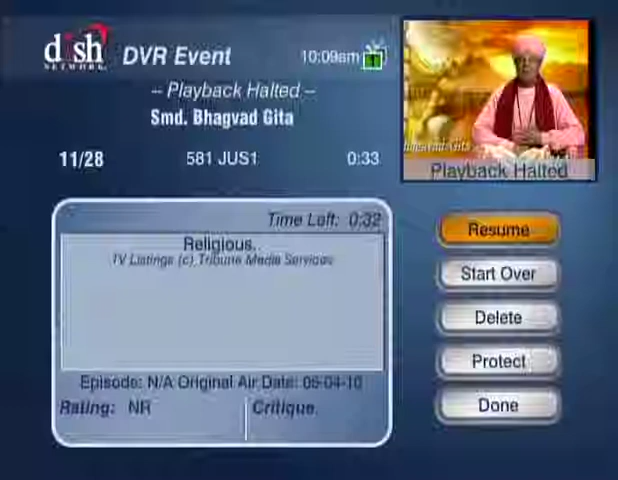 dish
NETWORK
DVR Event
10:09am
-- Playback Halted --
Smd. Bhagvad Gita
11/28 581 JUS1 0:33
Playback Halted
Time Left: 0:32
Religious.
TV Listings (c) Tribune Media Services
Episode: N/A Original Air Date: 05-04-10
Rating: NR
Critique
Resume
Start Over
Delete
Protect
Done